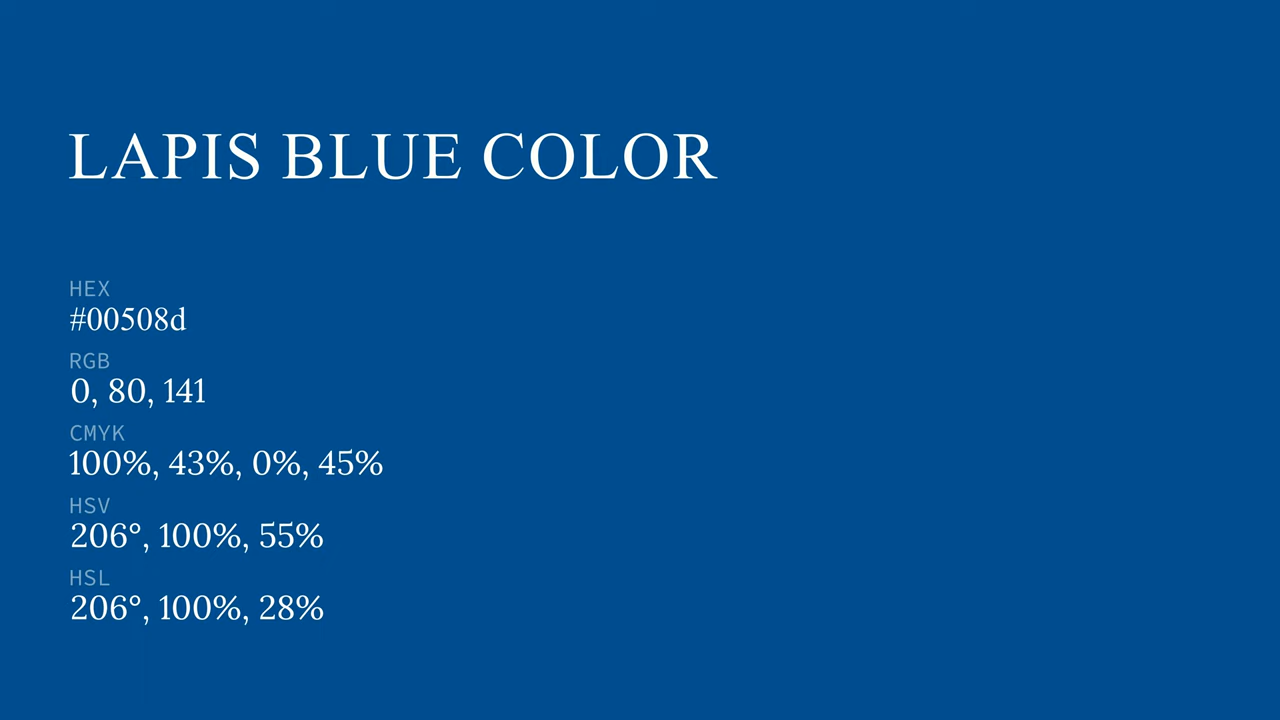 LAPIS BLUE COLOR
HEX
#00508d
RGB
0, 80, 141
CMYK
100%, 43%, 0%, 45%
HSV
206°, 100%, 55%
HSL
206°, 100%, 28%